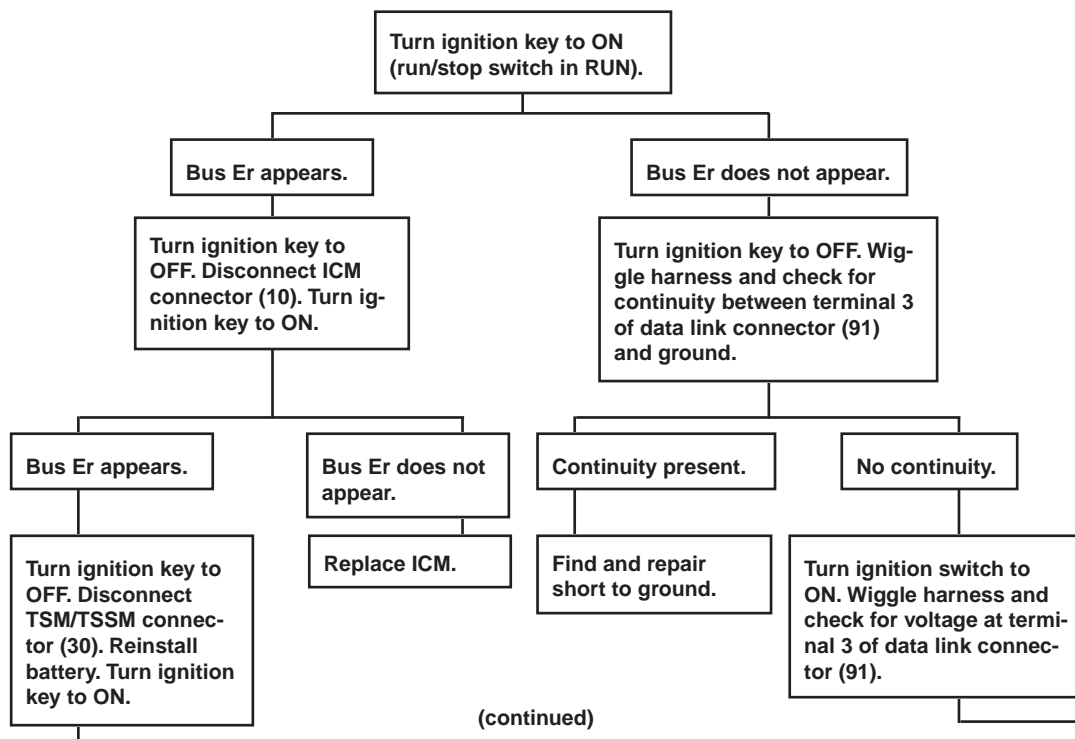 Turn ignition key to ON
(run/stop switch in RUN).
Bus Er appears.
Bus Er does not appear.
Turn ignition key to
OFF. Disconnect ICM
connector (10). Turn ig-
nition key to ON.
Turn ignition key to OFF. Wig-
gle harness and check for
continuity between terminal 3
of data link connector (91)
and ground.
Bus Er appears.
Bus Er does not
appear.
Continuity present.
No continuity.
Turn ignition key to
OFF. Disconnect
TSM/TSSM connec-
tor (30). Reinstall
battery. Turn ignition
key to ON.
Replace ICM.
Find and repair
short to ground.
Turn ignition switch to
ON. Wiggle harness and
check for voltage at termi-
nal 3 of data link connec-
tor (91).
(continued)